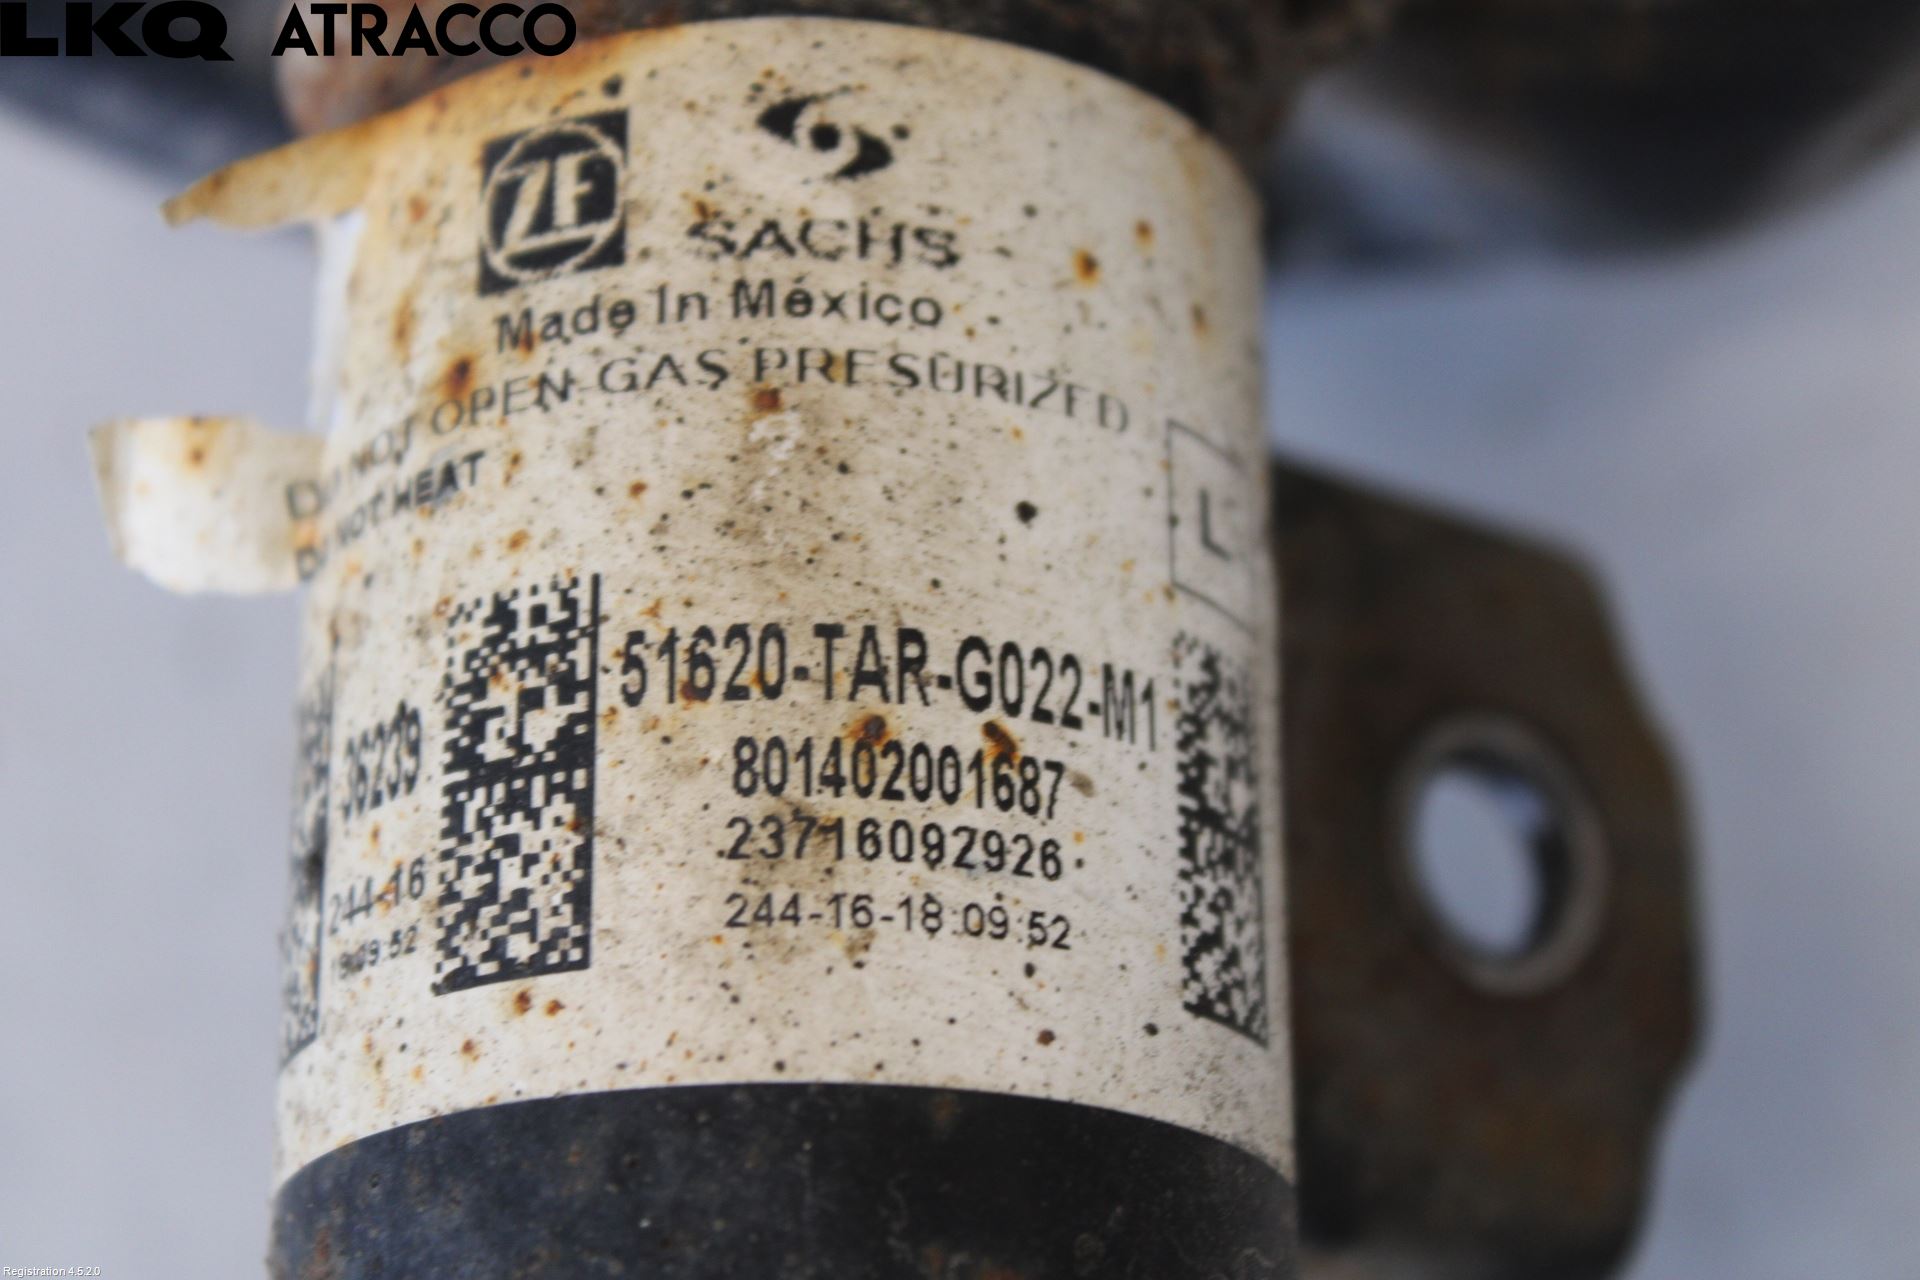 LKQ ATRACCO
ZF
SACHS
Made In México
DO NOT OPEN-GAS PRESURIZED
DO NOT HEAT
L
51620-TAR-G022-M1
801402001687
23716092926
244-16-18:09:52
36239
244-16
18:09:52
Registration 4.5.2.0